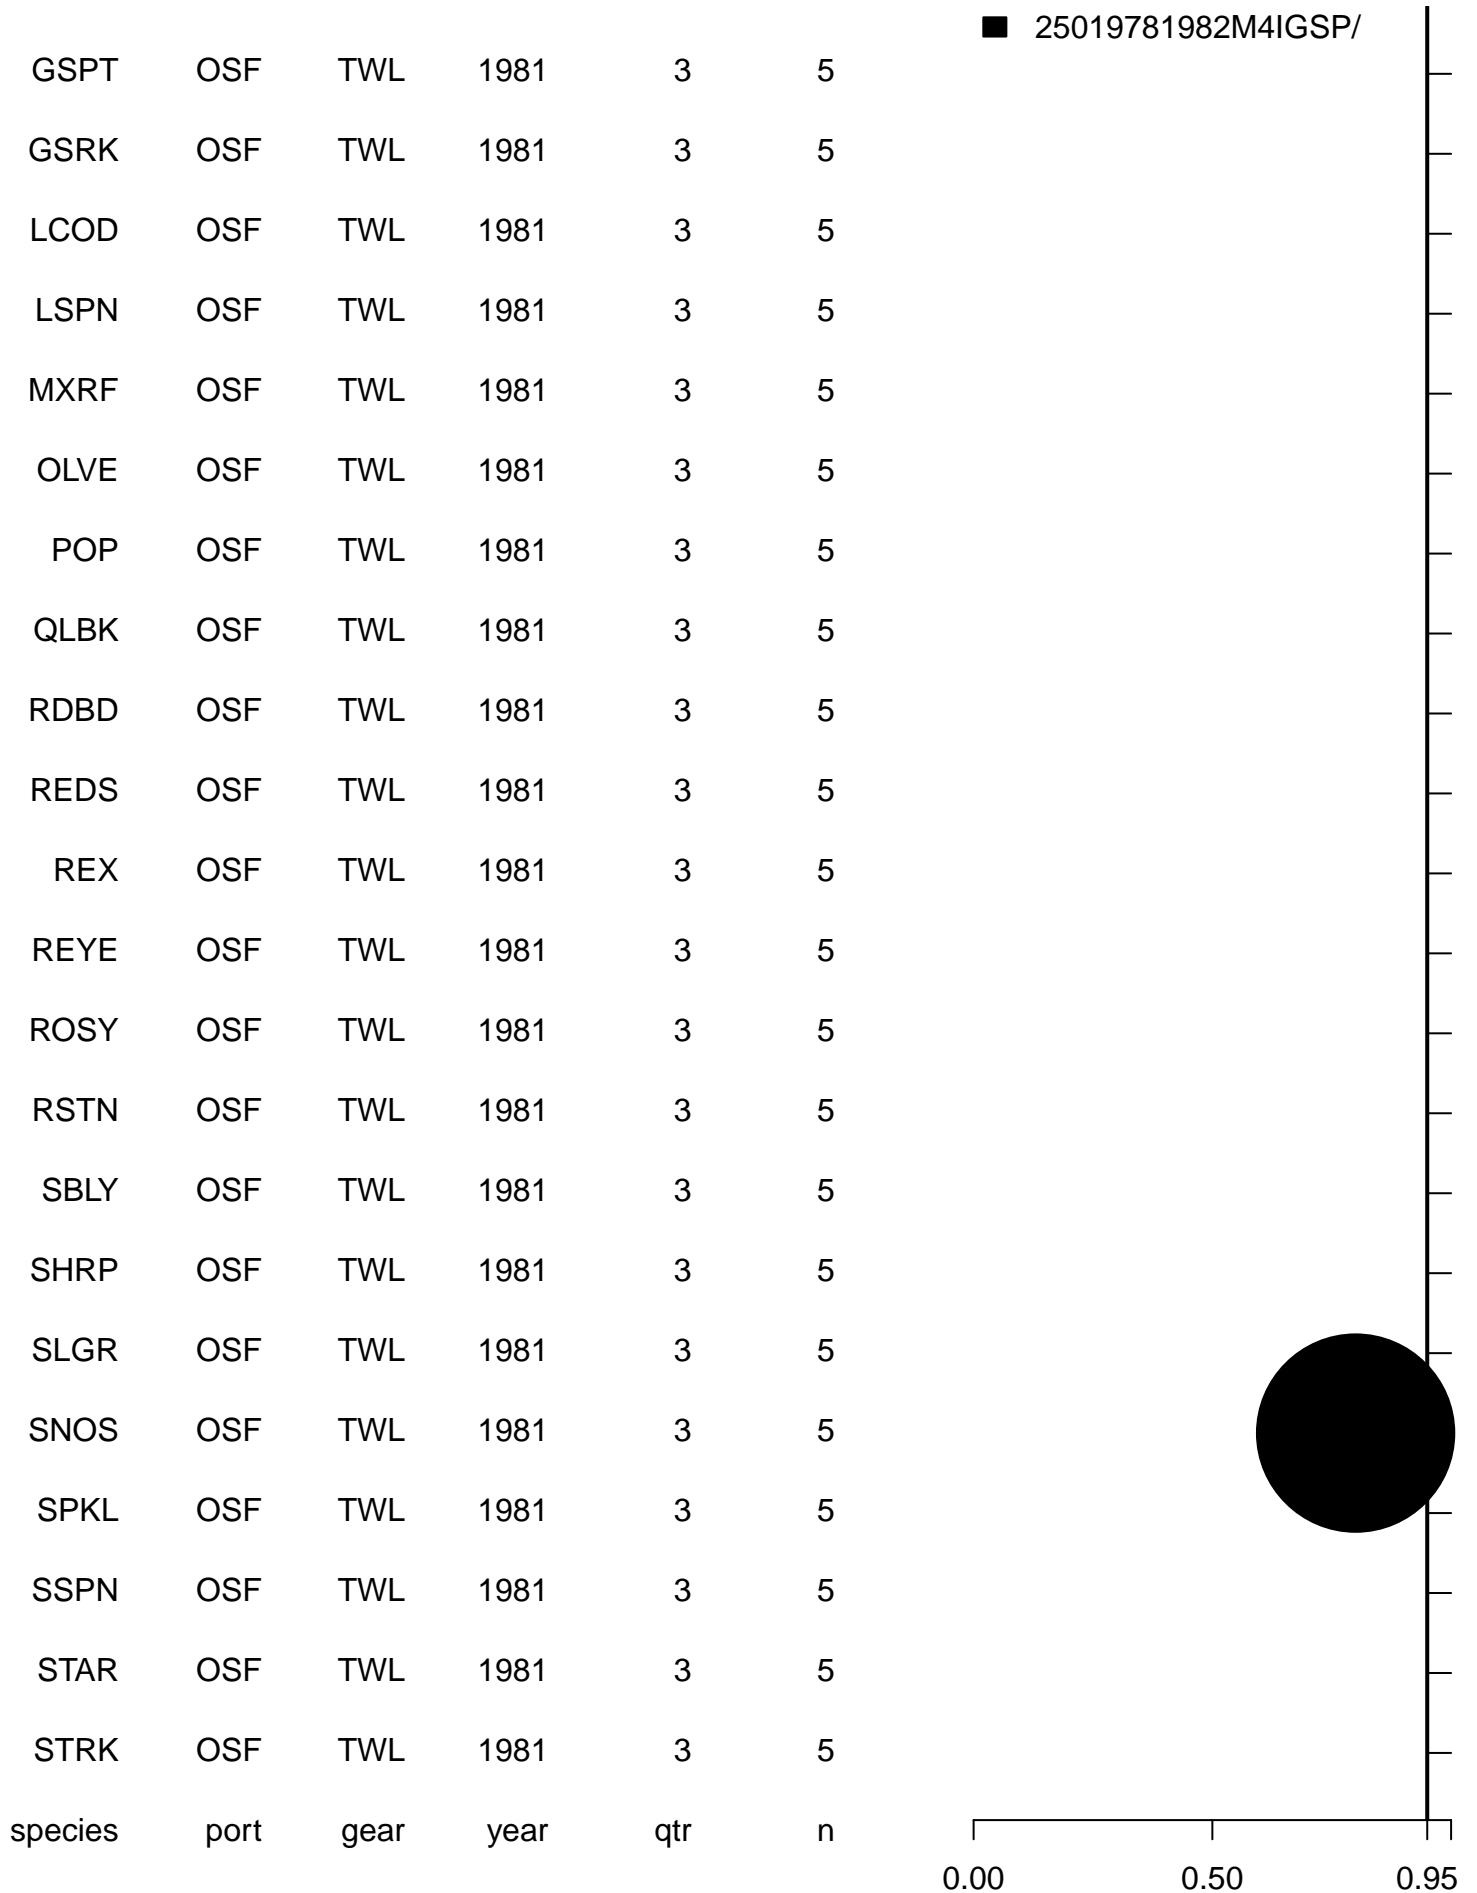 25019781982M4IGSP/
GSPT OSF TWL 1981 3 5
GSRK OSF TWL 1981 3 5
LCOD OSF TWL 1981 3 5
LSPN OSF TWL 1981 3 5
MXRF OSF TWL 1981 3 5
OLVE OSF TWL 1981 3 5
POP OSF TWL 1981 3 5
QLBK OSF TWL 1981 3 5
RDBD OSF TWL 1981 3 5
REDS OSF TWL 1981 3 5
REX OSF TWL 1981 3 5
REYE OSF TWL 1981 3 5
ROSY OSF TWL 1981 3 5
RSTN OSF TWL 1981 3 5
SBLY OSF TWL 1981 3 5
SHRP OSF TWL 1981 3 5
SLGR OSF TWL 1981 3 5
SNOS OSF TWL 1981 3 5
SPKL OSF TWL 1981 3 5
SSPN OSF TWL 1981 3 5
STAR OSF TWL 1981 3 5
STRK OSF TWL 1981 3 5
species port gear year qtr n
0.00 0.50 0.95